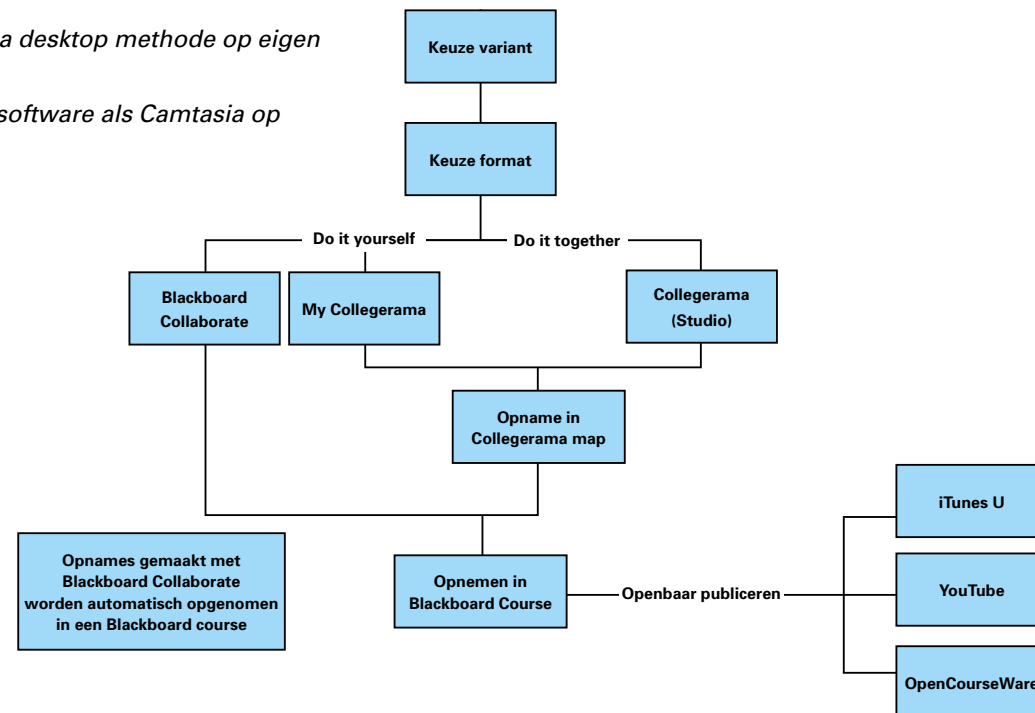 a desktop methode op eigen
software als Camtasia op
Keuze variant
Keuze format
Do it yourself
Do it together
Blackboard
Collaborate
My Collegerama
Collegerama
(Studio)
Opname in
Collegerama map
Opnames gemaakt met
Blackboard Collaborate
worden automatisch opgenomen
in een Blackboard course
Opnemen in
Blackboard Course
Openbaar publiceren
iTunes U
YouTube
OpenCourseWare